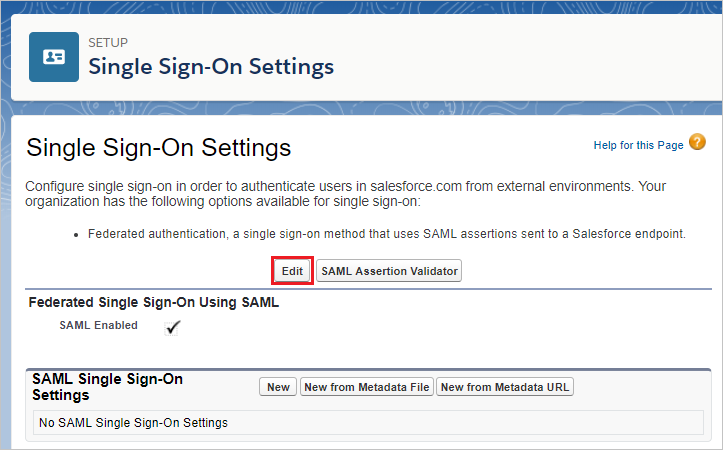 SETUP
Single Sign-On Settings
Single Sign-On Settings
Help for this Page ?
Configure single sign-on in order to authenticate users in salesforce.com from external environments. Your
organization has the following options available for single sign-on:
• Federated authentication, a single sign-on method that uses SAML assertions sent to a Salesforce endpoint.
Edit SAML Assertion Validator
Federated Single Sign-On Using SAML
SAML Enabled
SAML Single Sign-On
Settings
New New from Metadata File New from Metadata URL
No SAML Single Sign-On Settings